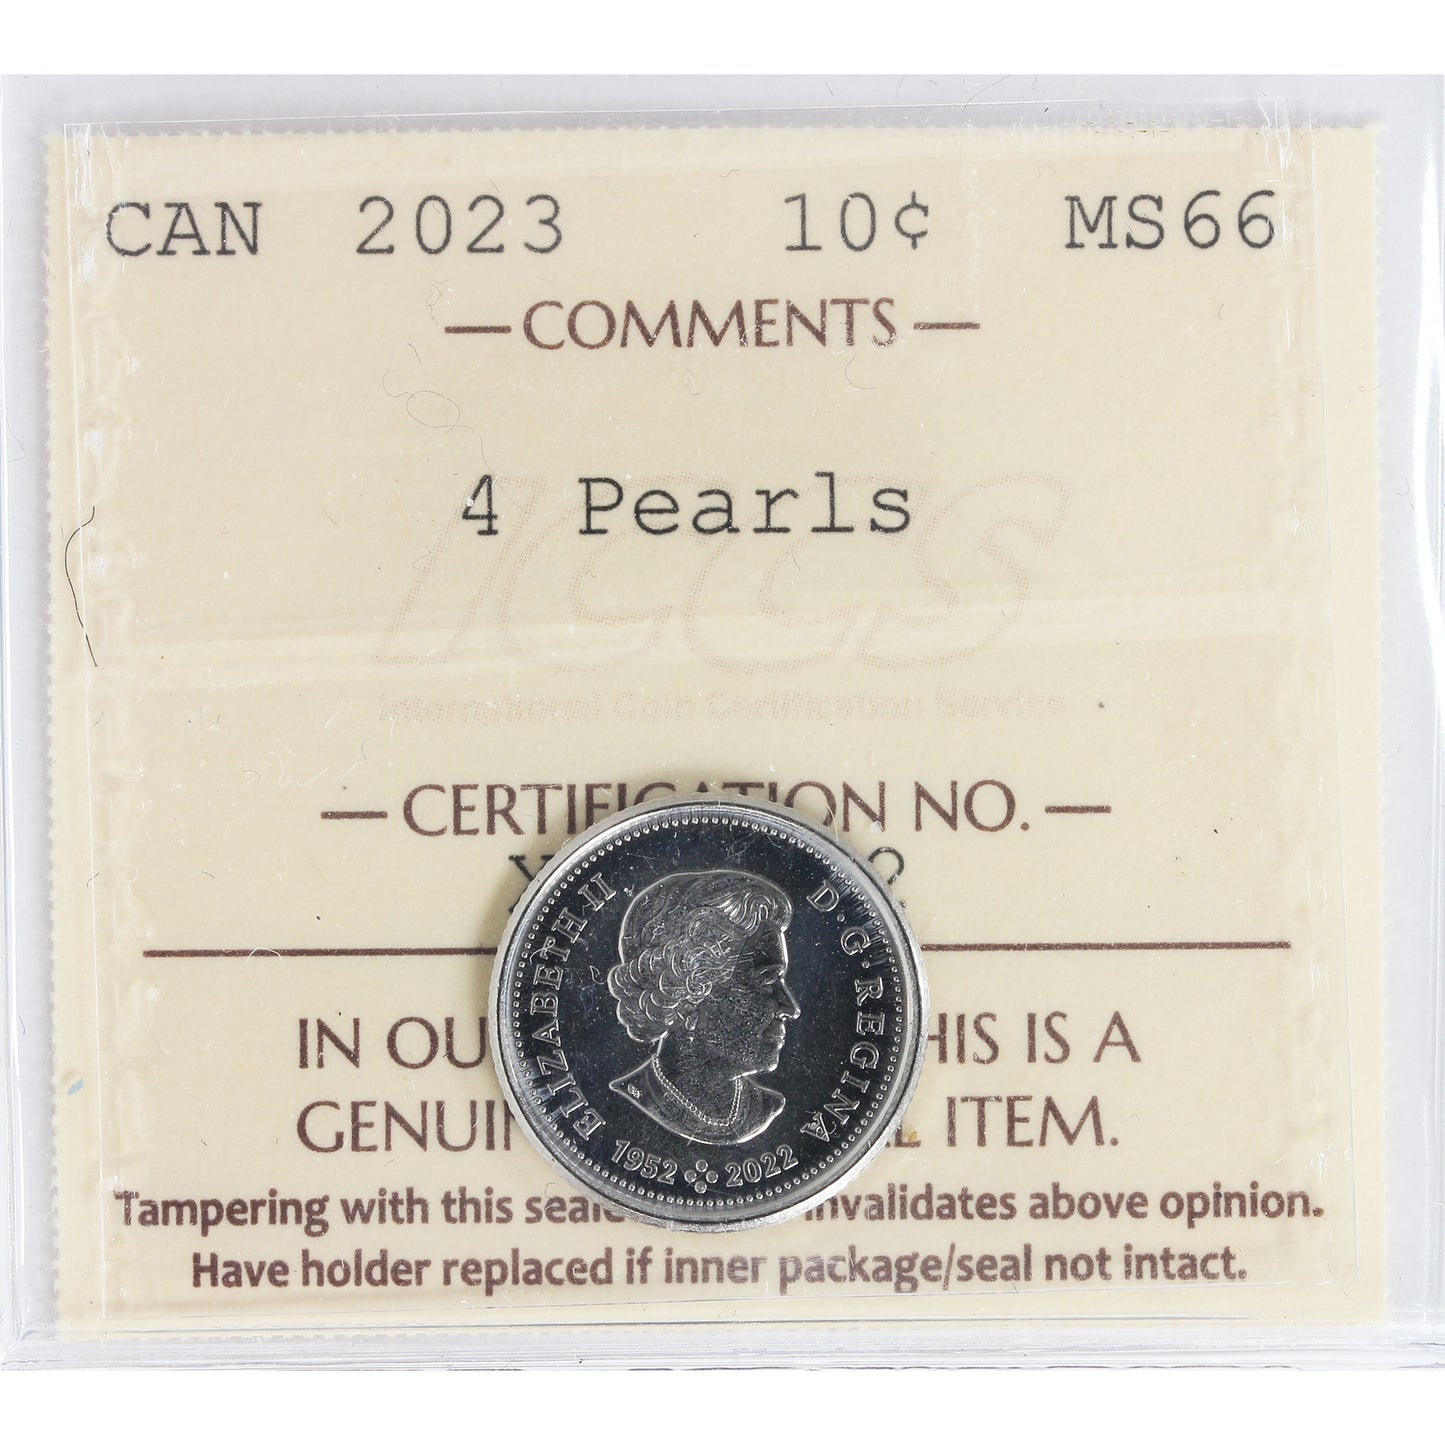 CAN 2023 10¢ MS66
— COMMENTS —
4 Pearls
ICCS
International Coin Certification Service
— CERTIFICATION NO. —
ELIZABETH II D.G. REGINA
1952 2022
IN OU HIS IS A
GENUI ITEM.
Tampering with this seal invalidates above opinion.
Have holder replaced if inner package/seal not intact.